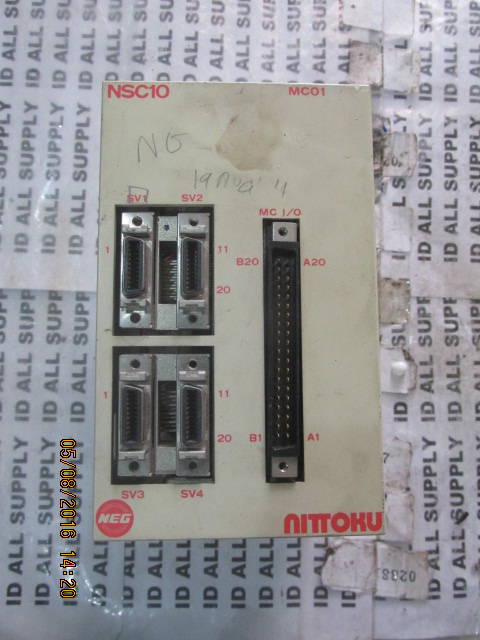 NSC10 MC01
NG
SV1 SV2
MC I/O
1 11
B20 A20
20
1 11
20
B1 A1
SV3 SV4
NEG NITTOKU
05/08/2016 14:20
0288
ID ALL SUPPLY